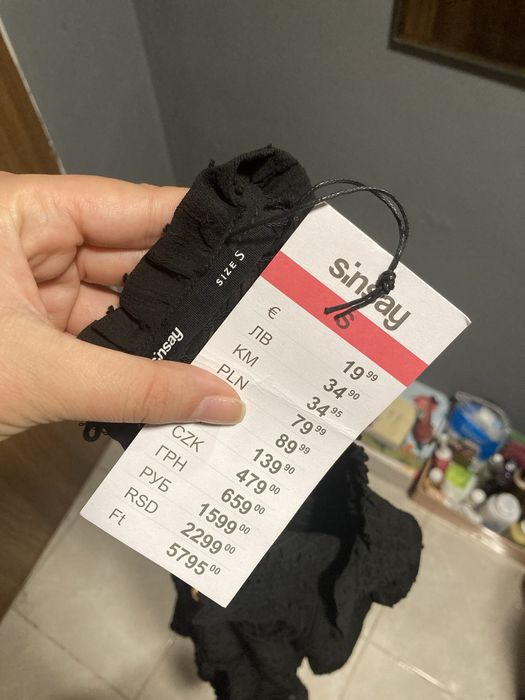 sinsay
S
€ 19 99
ЛВ 34 90
KM 34 95
PLN 79 99
89 99
139 90
CZK 479 00
ГРН 659 00
РУБ 1599 00
RSD 2299 00
Ft 5795 00
SIZE S
sinsay